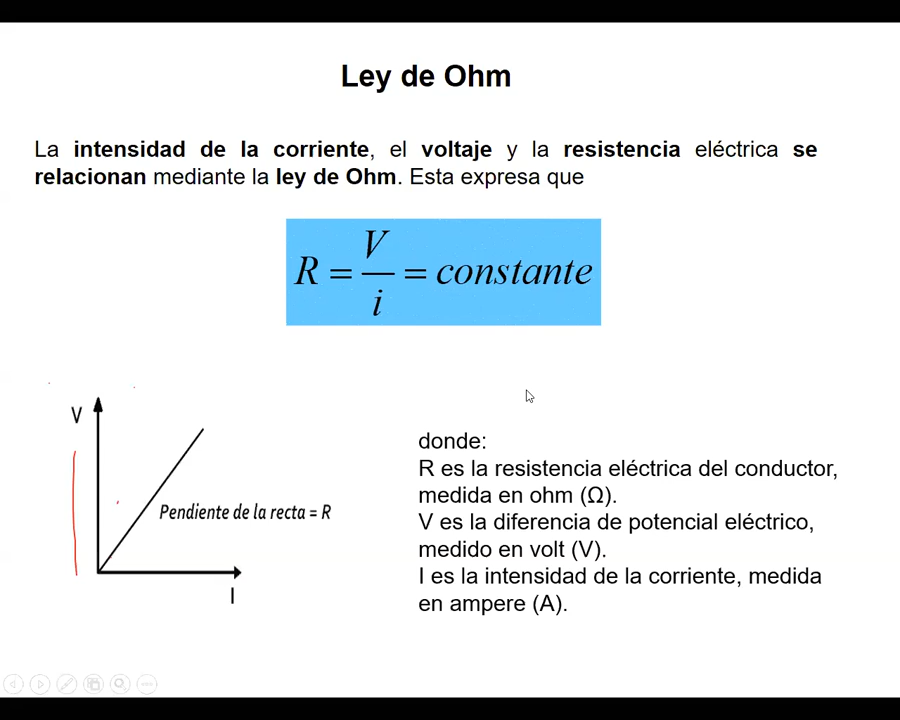 Ley de Ohm
La intensidad de la corriente, el voltaje y la resistencia eléctrica se
relacionan mediante la ley de Ohm. Esta expresa que
R = V/i = constante
V
Pendiente de la recta = R
I
donde:
R es la resistencia eléctrica del conductor,
medida en ohm (Ω).
V es la diferencia de potencial eléctrico,
medido en volt (V).
I es la intensidad de la corriente, medida
en ampere (A).